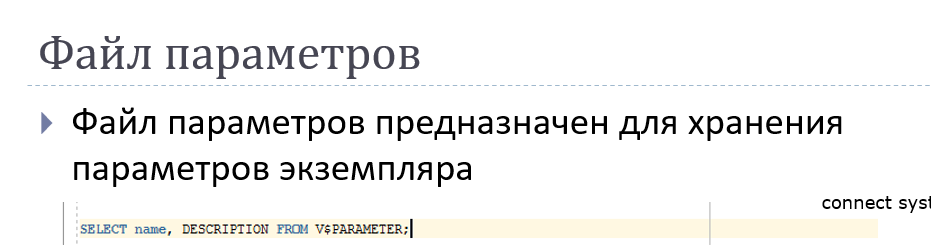 Файл параметров
Файл параметров предназначен для хранения
параметров экземпляра
connect syst
SELECT name, DESCRIPTION FROM V$PARAMETER;